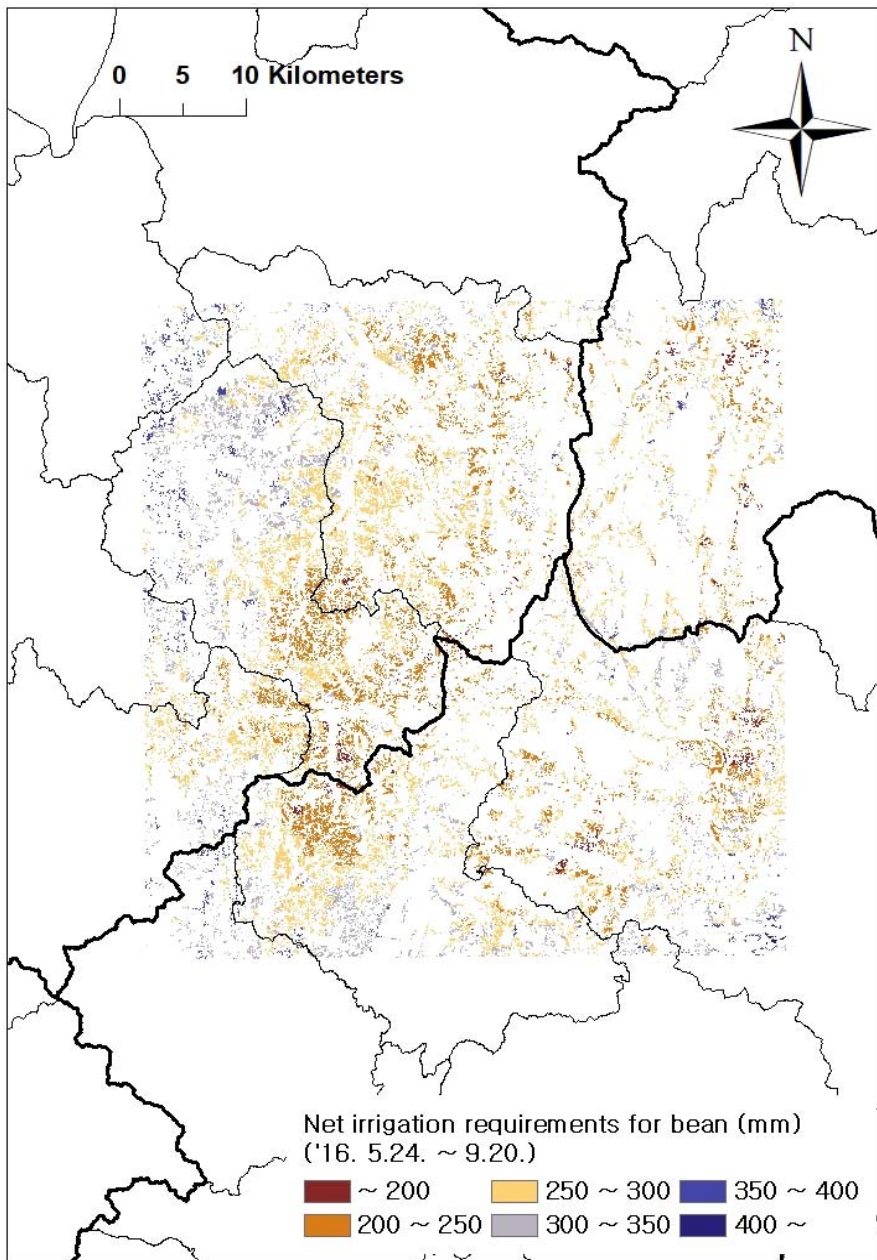 N
0 5 10 Kilometers
Net irrigation requirements for bean (mm)
('16. 5.24. ~ 9.20.)
~ 200 250 ~ 300 350 ~ 400
200 ~ 250 300 ~ 350 400 ~